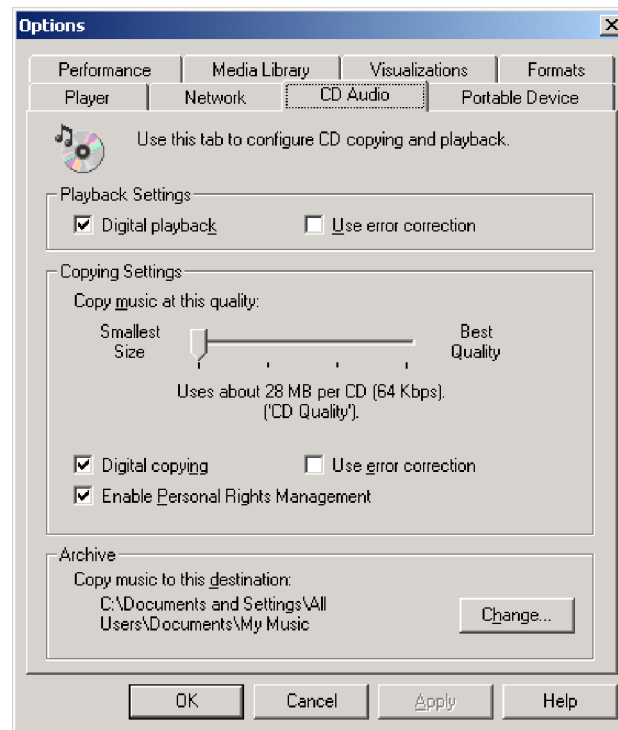 Options
Performance Media Library Visualizations Formats
Player Network CD Audio Portable Device
Use this tab to configure CD copying and playback.
Playback Settings
Digital playback Use error correction
Copying Settings
Copy music at this quality:
Smallest Size Best Quality
Uses about 28 MB per CD (64 Kbps).
('CD Quality').
Digital copying Use error correction
Enable Personal Rights Management
Archive
Copy music to this destination:
C:\Documents and Settings\All
Users\Documents\My Music
Change...
OK Cancel Apply Help